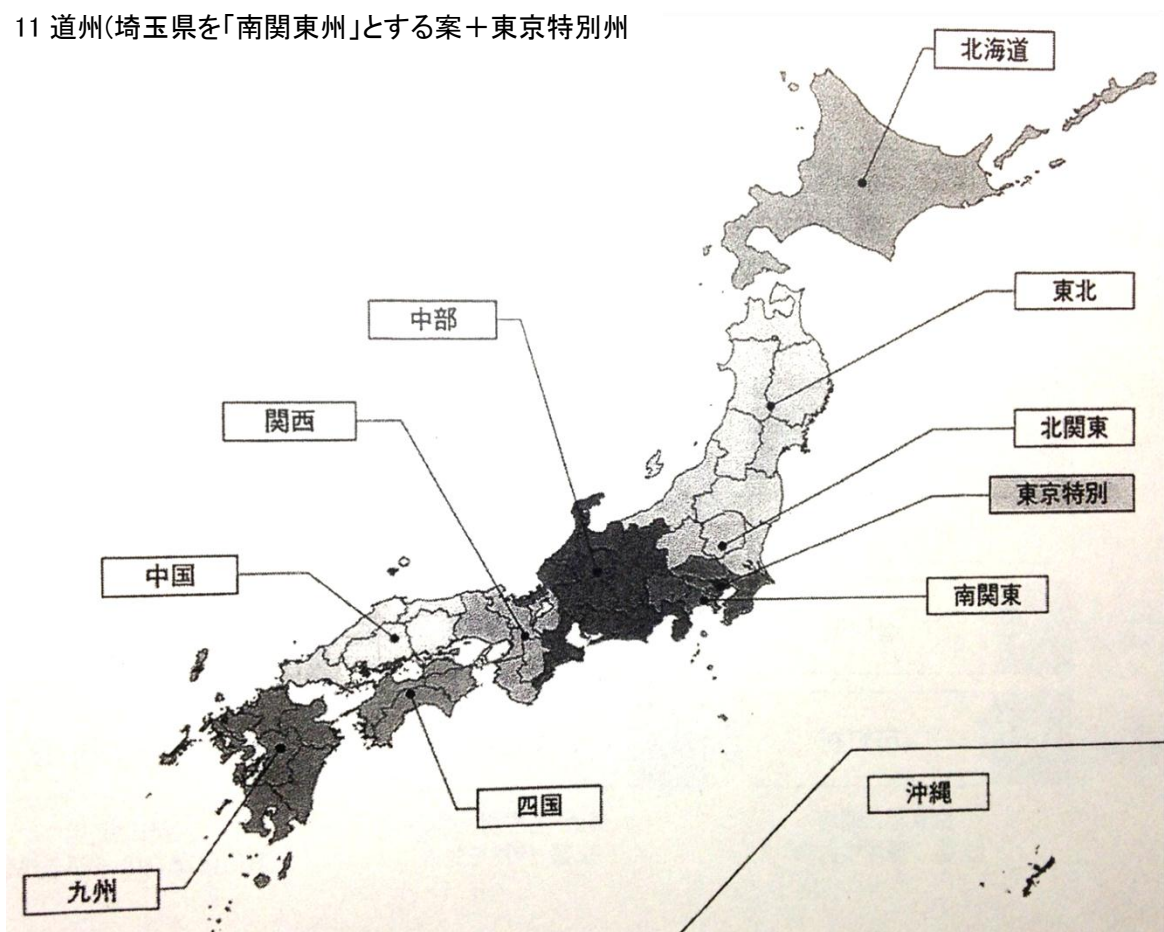 11 道州(埼玉県を「南関東州」とする案＋東京特別州
北海道
東北
中部
関西
北関東
東京特別
中国
南関東
四国
沖縄
九州